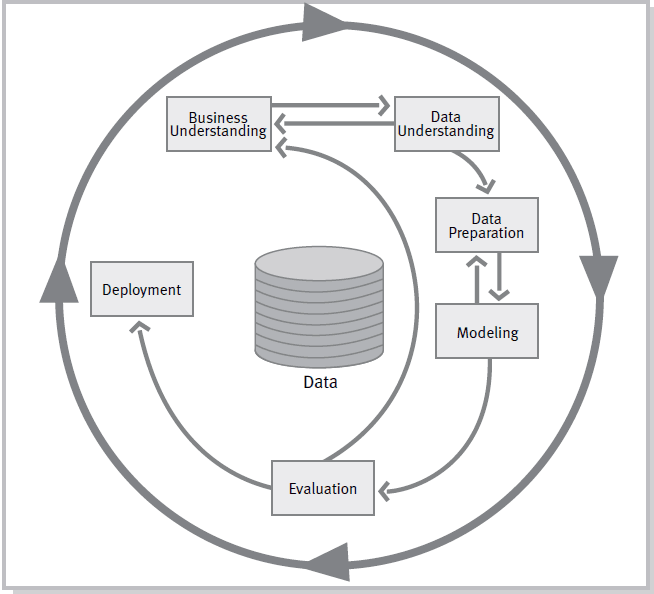 Business
Understanding
Data
Understanding
Data
Preparation
Deployment
Modeling
Data
Evaluation